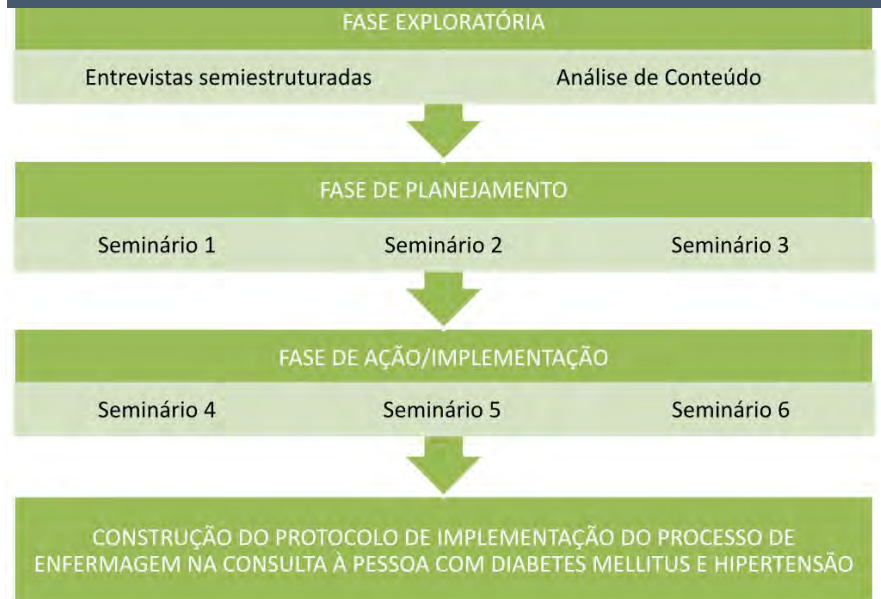 FASE EXPLORATÓRIA
Entrevistas semiestruturadas Análise de Conteúdo
FASE DE PLANEJAMENTO
Seminário 1 Seminário 2 Seminário 3
FASE DE AÇÃO/IMPLEMENTAÇÃO
Seminário 4 Seminário 5 Seminário 6
CONSTRUÇÃO DO PROTOCOLO DE IMPLEMENTAÇÃO DO PROCESSO DE
ENFERMAGEM NA CONSULTA À PESSOA COM DIABETES MELLITUS E HIPERTENSÃO